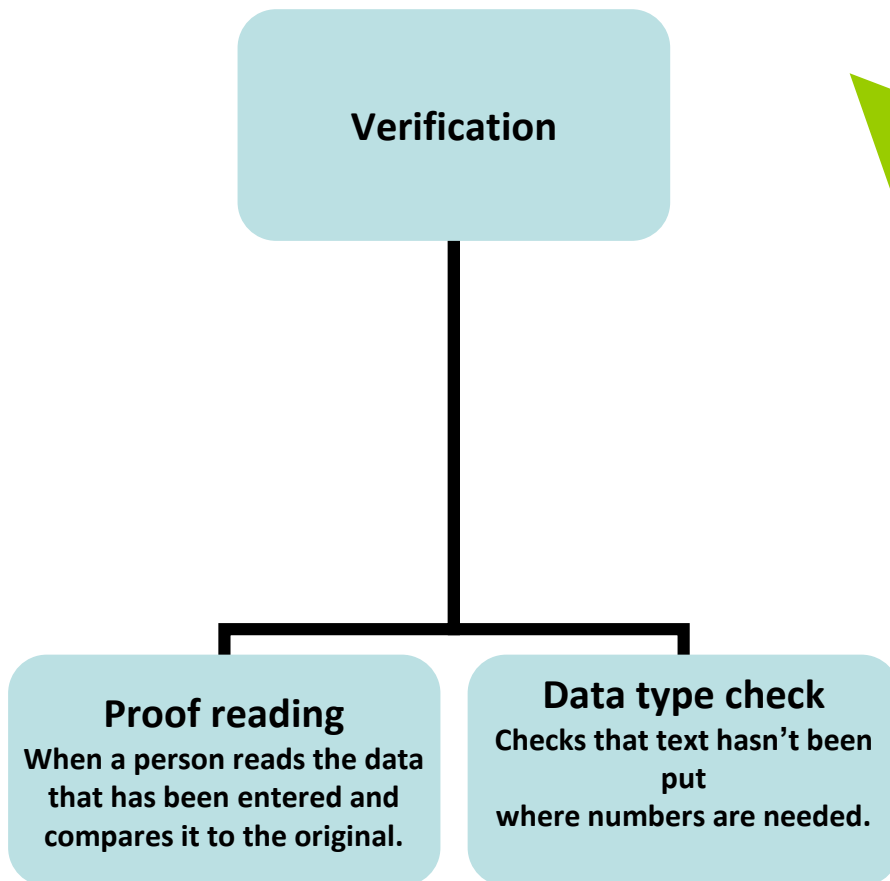 Verification
Proof reading
When a person reads the data
that has been entered and
compares it to the original.
Data type check
Checks that text hasn’t been
put
where numbers are needed.